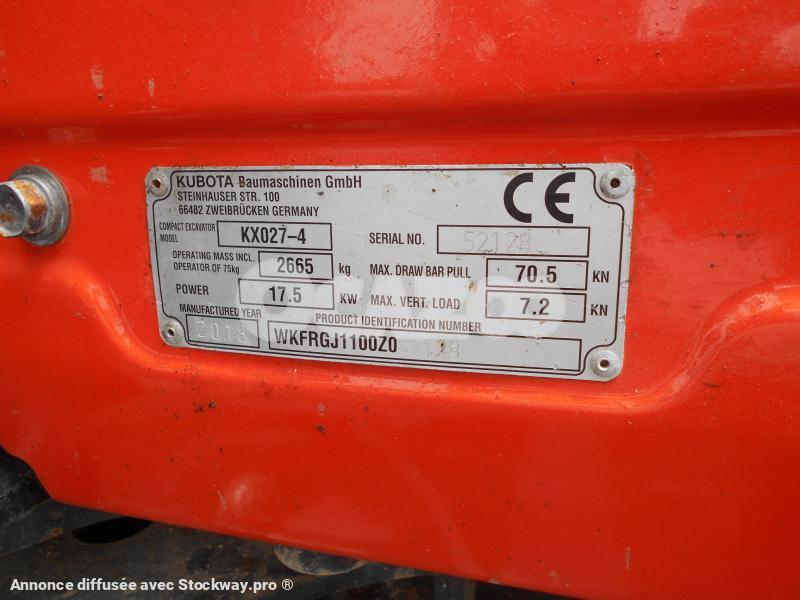 KUBOTA Baumaschinen GmbH
STEINHAUSER STR. 100
66482 ZWEIBRÜCKEN GERMANY
CE
COMPACT EXCAVATOR MODEL KX027-4
SERIAL NO. 52128
OPERATING MASS INCL. OPERATOR OF 75kg 2665 kg
MAX. DRAW BAR PULL 70.5 KN
POWER 17.5 KW
MAX. VERT. LOAD 7.2 KN
MANUFACTURED YEAR 2018
PRODUCT IDENTIFICATION NUMBER
WKFRGJ1100Z052128
Annonce diffusée avec Stockway.pro ®